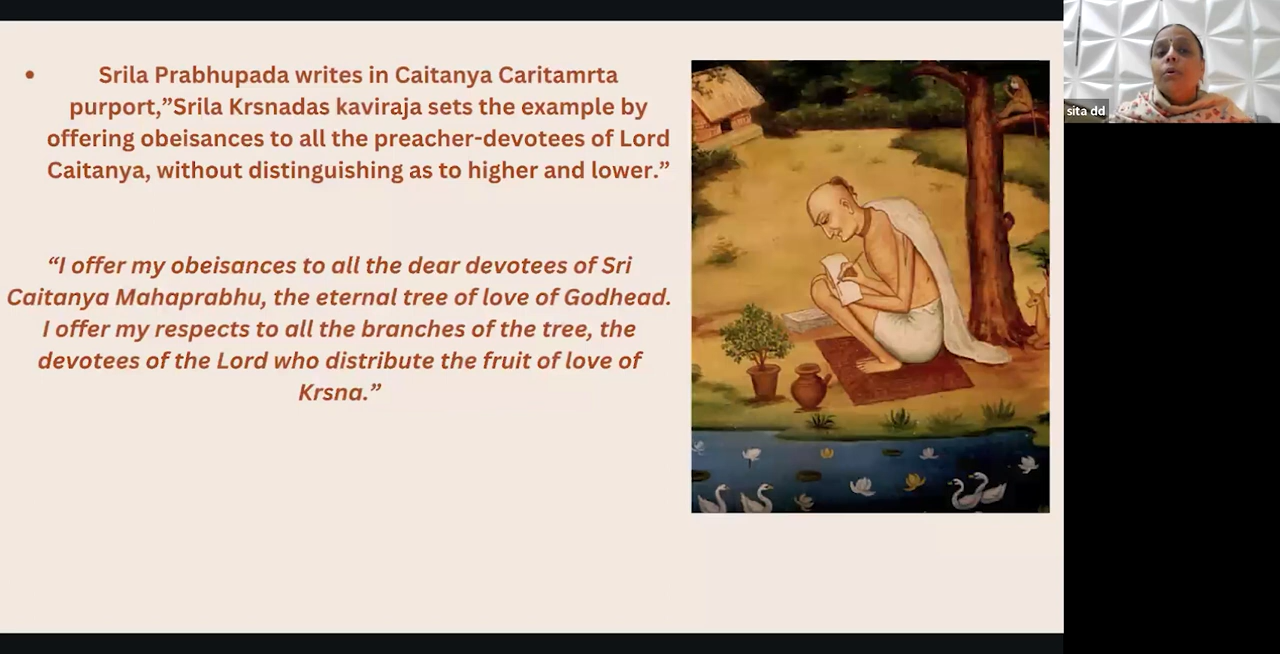 • Srila Prabhupada writes in Caitanya Caritamrta
purport,”Srila Krsnadas kaviraja sets the example by
offering obeisances to all the preacher-devotees of Lord
Caitanya, without distinguishing as to higher and lower.”
“I offer my obeisances to all the dear devotees of Sri
Caitanya Mahaprabhu, the eternal tree of love of Godhead.
I offer my respects to all the branches of the tree, the
devotees of the Lord who distribute the fruit of love of
Krsna.”
sita dd